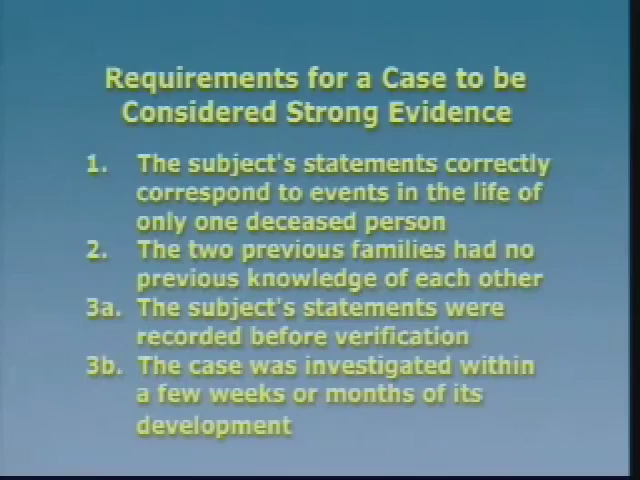 Requirements for a Case to be
Considered Strong Evidence
1. The subject's statements correctly
correspond to events in the life of
only one deceased person
2. The two previous families had no
previous knowledge of each other
3a. The subject's statements were
recorded before verification
3b. The case was investigated within
a few weeks or months of its
development